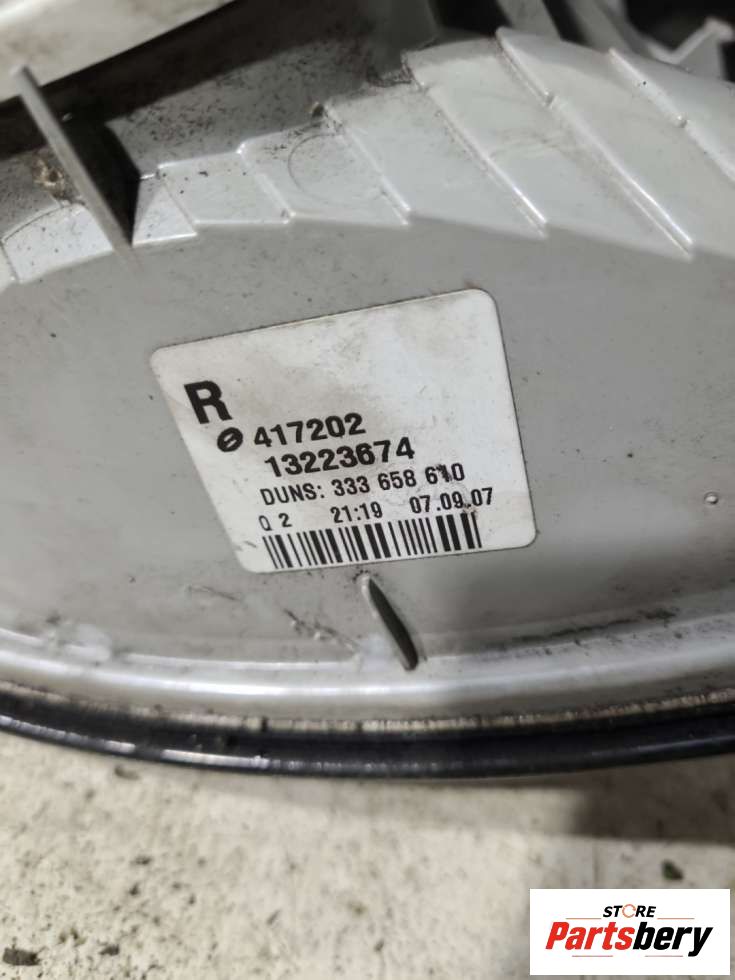 R
417202
13223674
DUNS: 333 658 610
Q 2 21:19 07.09.07
STORE
Partsbery